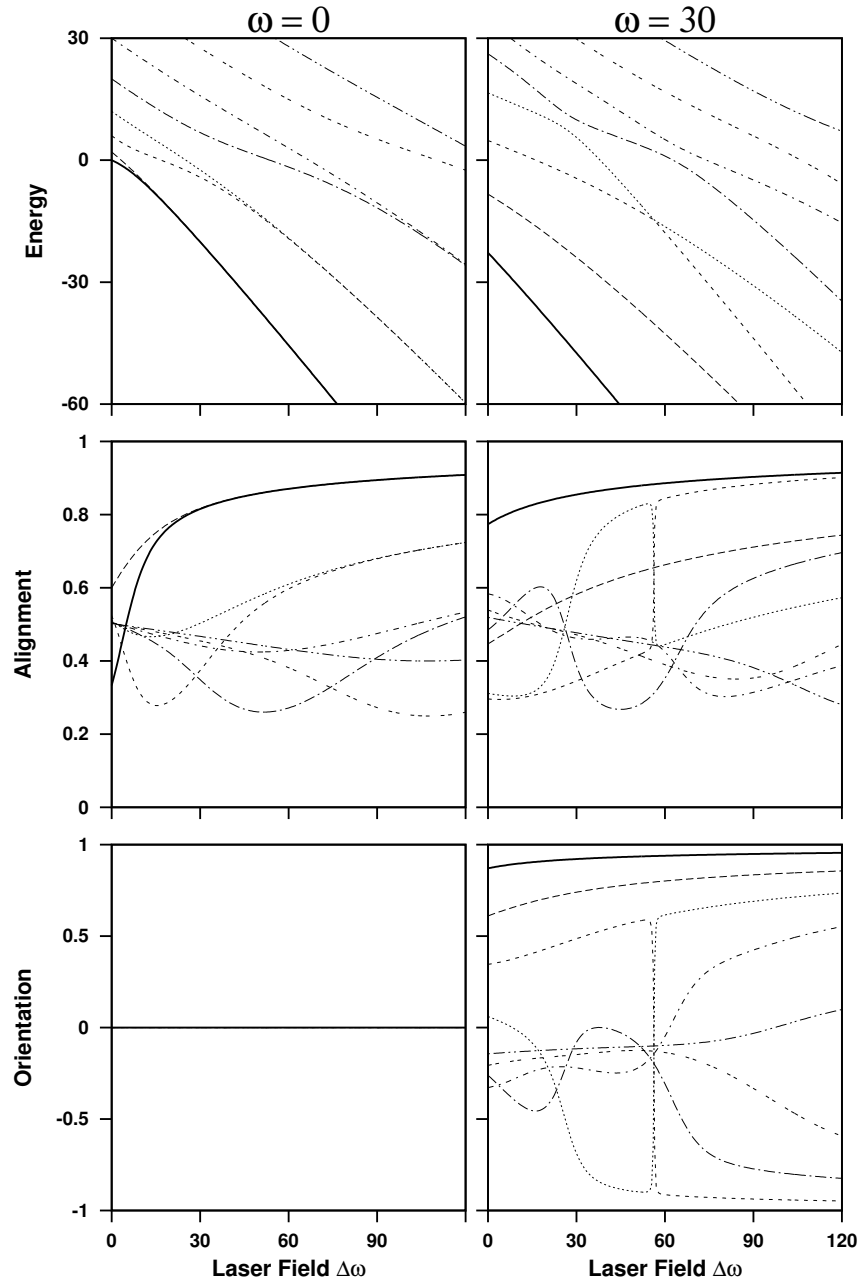 ω = 0
ω = 30
30
0
-30
-60
Energy
1
0.8
0.6
0.4
0.2
0
Alignment
1
0.5
0
-0.5
-1
Orientation
0 30 60 90
0 30 60 90 120
Laser Field Δω
Laser Field Δω